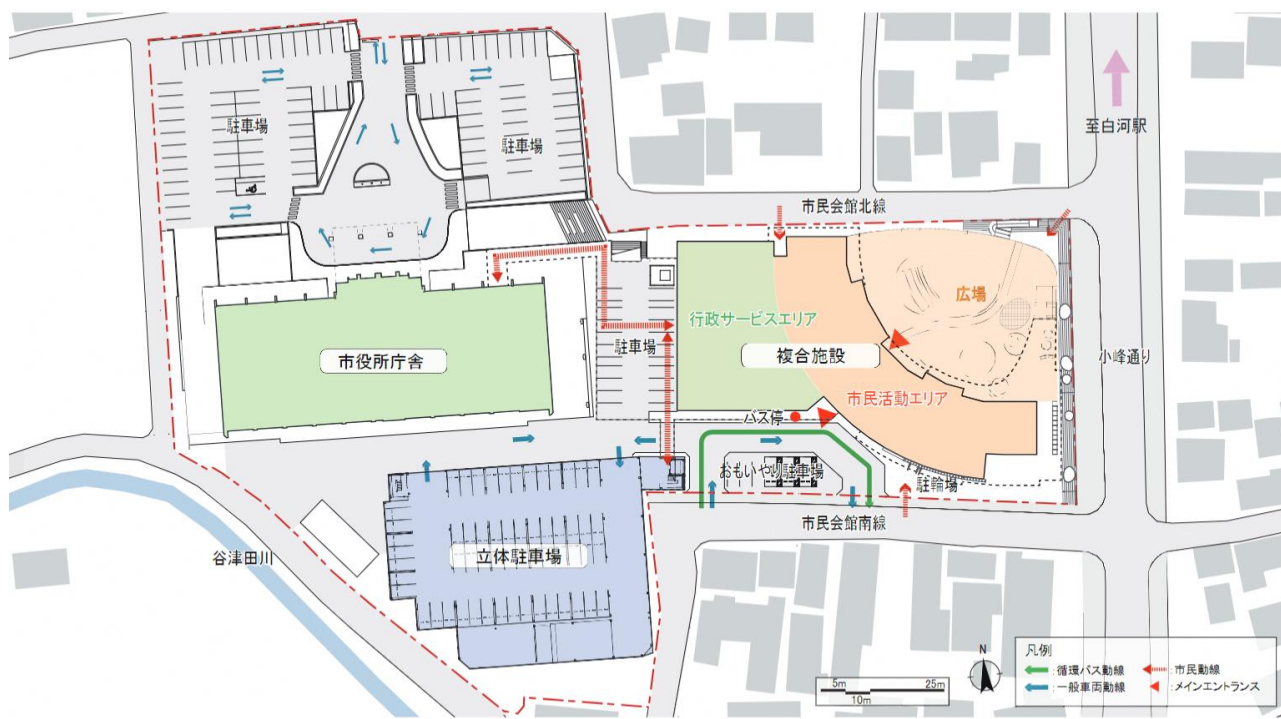 駐車場
駐車場
至白河駅
市民会館北線
広場
行政サービスエリア
駐車場
複合施設
小峰通り
市役所庁舎
市民活動エリア
バス停
おもいやり駐車場
駐輪場
市民会館南線
立体駐車場
谷津田川
N
凡例
:循環バス動線
:市民動線
:一般車両動線
:メインエントランス
5m
25m
10m